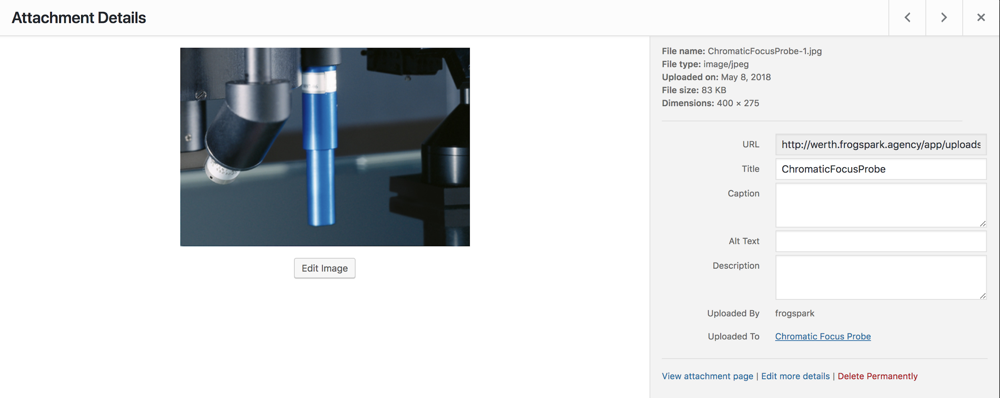 Attachment Details
File name: ChromaticFocusProbe-1.jpg
File type: image/jpeg
Uploaded on: May 8, 2018
File size: 83 KB
Dimensions: 400 × 275
URL http://werth.frogspark.agency/app/uploads
Title ChromaticFocusProbe
Caption
Alt Text
Description
Edit Image
Uploaded By frogspark
Uploaded To Chromatic Focus Probe
View attachment page | Edit more details | Delete Permanently